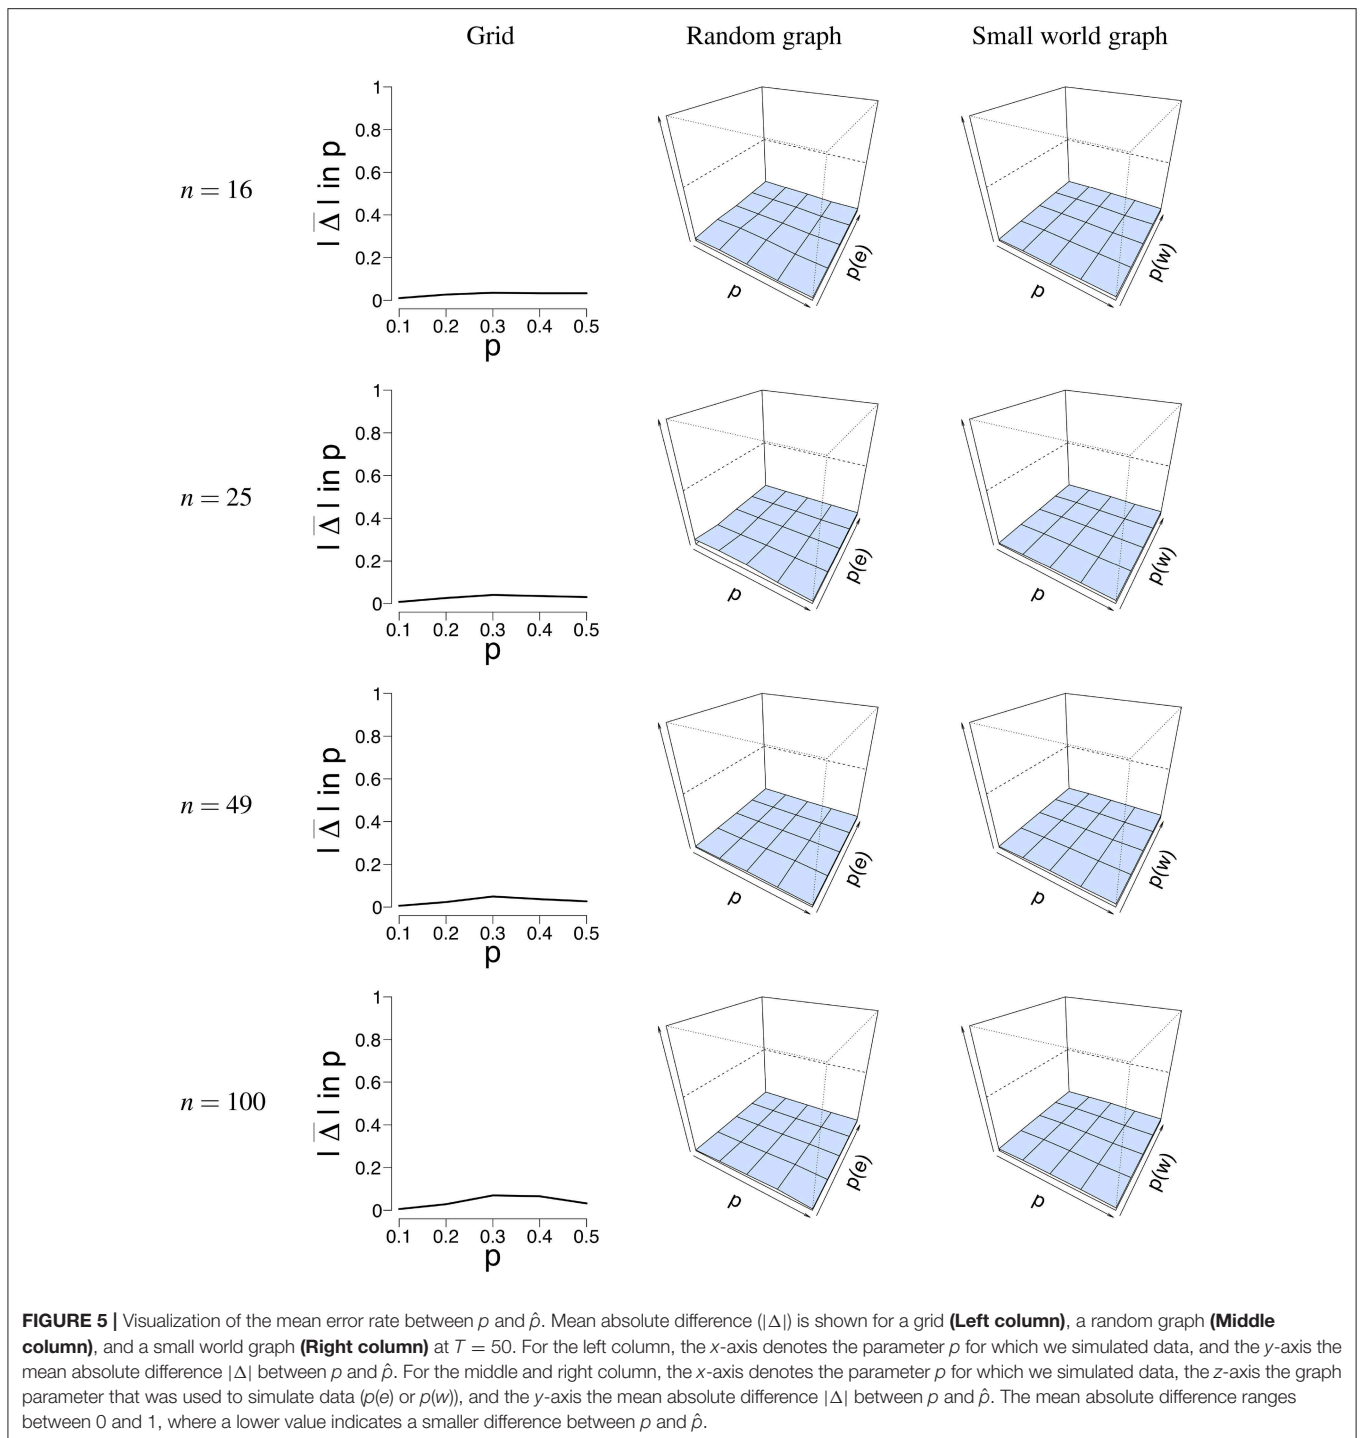 Grid Random graph Small world graph
n = 16
| Δ̅ | in p
1
0.8
0.6
0.4
0.2
0
0.1 0.2 0.3 0.4 0.5
p
p
p(e)
p
p(w)
n = 25
| Δ̅ | in p
1
0.8
0.6
0.4
0.2
0
0.1 0.2 0.3 0.4 0.5
p
p
p(e)
p
p(w)
n = 49
| Δ̅ | in p
1
0.8
0.6
0.4
0.2
0
0.1 0.2 0.3 0.4 0.5
p
p
p(e)
p
p(w)
n = 100
| Δ̅ | in p
1
0.8
0.6
0.4
0.2
0
0.1 0.2 0.3 0.4 0.5
p
p
p(e)
p
p(w)
FIGURE 5 | Visualization of the mean error rate between p and p̂. Mean absolute difference (|Δ|) is shown for a grid (Left column), a random graph (Middle
column), and a small world graph (Right column) at T = 50. For the left column, the x-axis denotes the parameter p for which we simulated data, and the y-axis the
mean absolute difference |Δ| between p and p̂. For the middle and right column, the x-axis denotes the parameter p for which we simulated data, the z-axis the graph
parameter that was used to simulate data (p(e) or p(w)), and the y-axis the mean absolute difference |Δ| between p and p̂. The mean absolute difference ranges
between 0 and 1, where a lower value indicates a smaller difference between p and p̂.